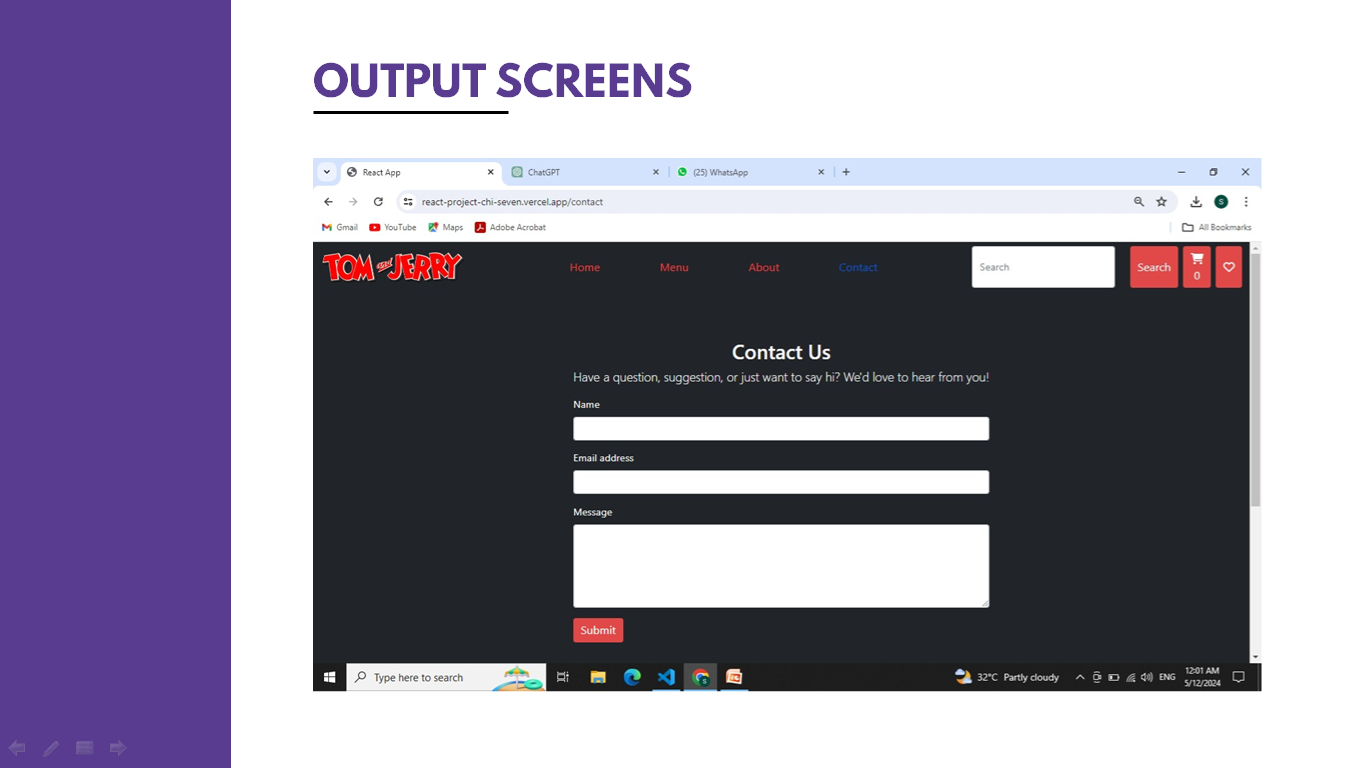 OUTPUT SCREENS
React App
ChatGPT
(25) WhatsApp
react-project-chi-seven.vercel.app/contact
S
Gmail
YouTube
Maps
Adobe Acrobat
All Bookmarks
TOM and JERRY
Home
Menu
About
Contact
Search
Search
0
Contact Us
Have a question, suggestion, or just want to say hi? We'd love to hear from you!
Name
Email address
Message
Submit
Type here to search
32°C Partly cloudy
ENG
12:01 AM
5/12/2024